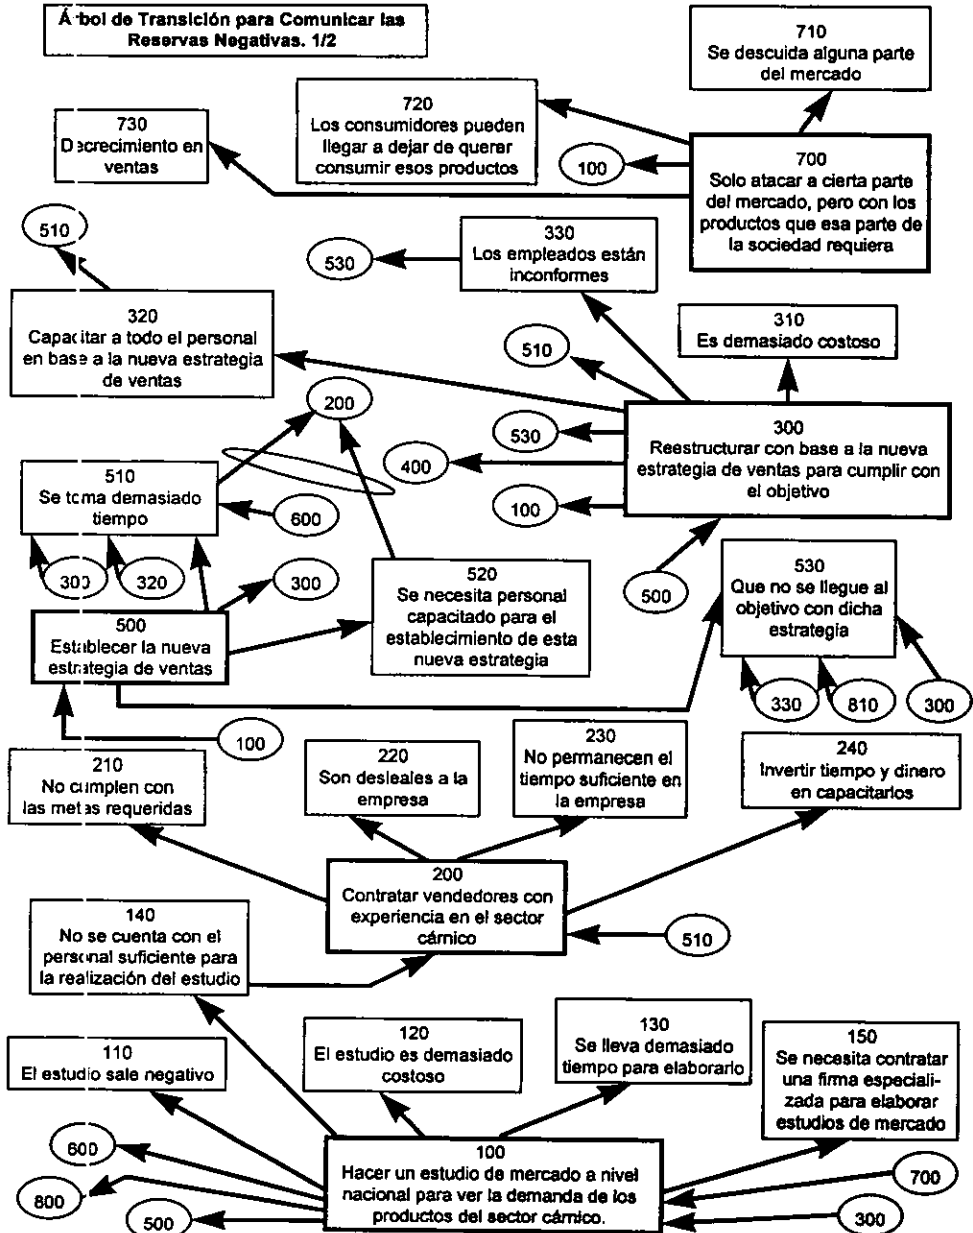 Árbol de Transición para Comunicar las
Reservas Negativas. 1/2
710
Se descuida alguna parte
del mercado
720
Los consumidores pueden
llegar a dejar de querer
consumir esos productos
730
Decrecimiento en
ventas
100
700
Solo atacar a cierta parte
del mercado, pero con los
productos que esa parte de
la sociedad requiera
510
330
Los empleados están
inconformes
530
320
Capacitar a todo el personal
en base a la nueva estrategia
de ventas
310
Es demasiado costoso
510
200
300
Reestructurar con base a la nueva
estrategia de ventas para cumplir con
el objetivo
530
400
100
510
Se toma demasiado
tiempo
600
300
320
300
500
520
Se necesita personal
capacitado para el
establecimiento de esta
nueva estrategia
530
Que no se llegue al
objetivo con dicha
estrategia
500
Establecer la nueva
estrategia de ventas
330
810
300
100
210
No cumplen con
las metas requeridas
220
Son desleales a la
empresa
230
No permanecen el
tiempo suficiente en
la empresa
240
Invertir tiempo y dinero
en capacitarlos
200
Contratar vendedores con
experiencia en el sector
cárnico
510
140
No se cuenta con el
personal suficiente para
la realización del estudio
110
El estudio sale negativo
120
El estudio es demasiado
costoso
130
Se lleva demasiado
tiempo para elaborarlo
150
Se necesita contratar
una firma especiali-
zada para elaborar
estudios de mercado
600
800
500
100
Hacer un estudio de mercado a nivel
nacional para ver la demanda de los
productos del sector cárnico.
700
300